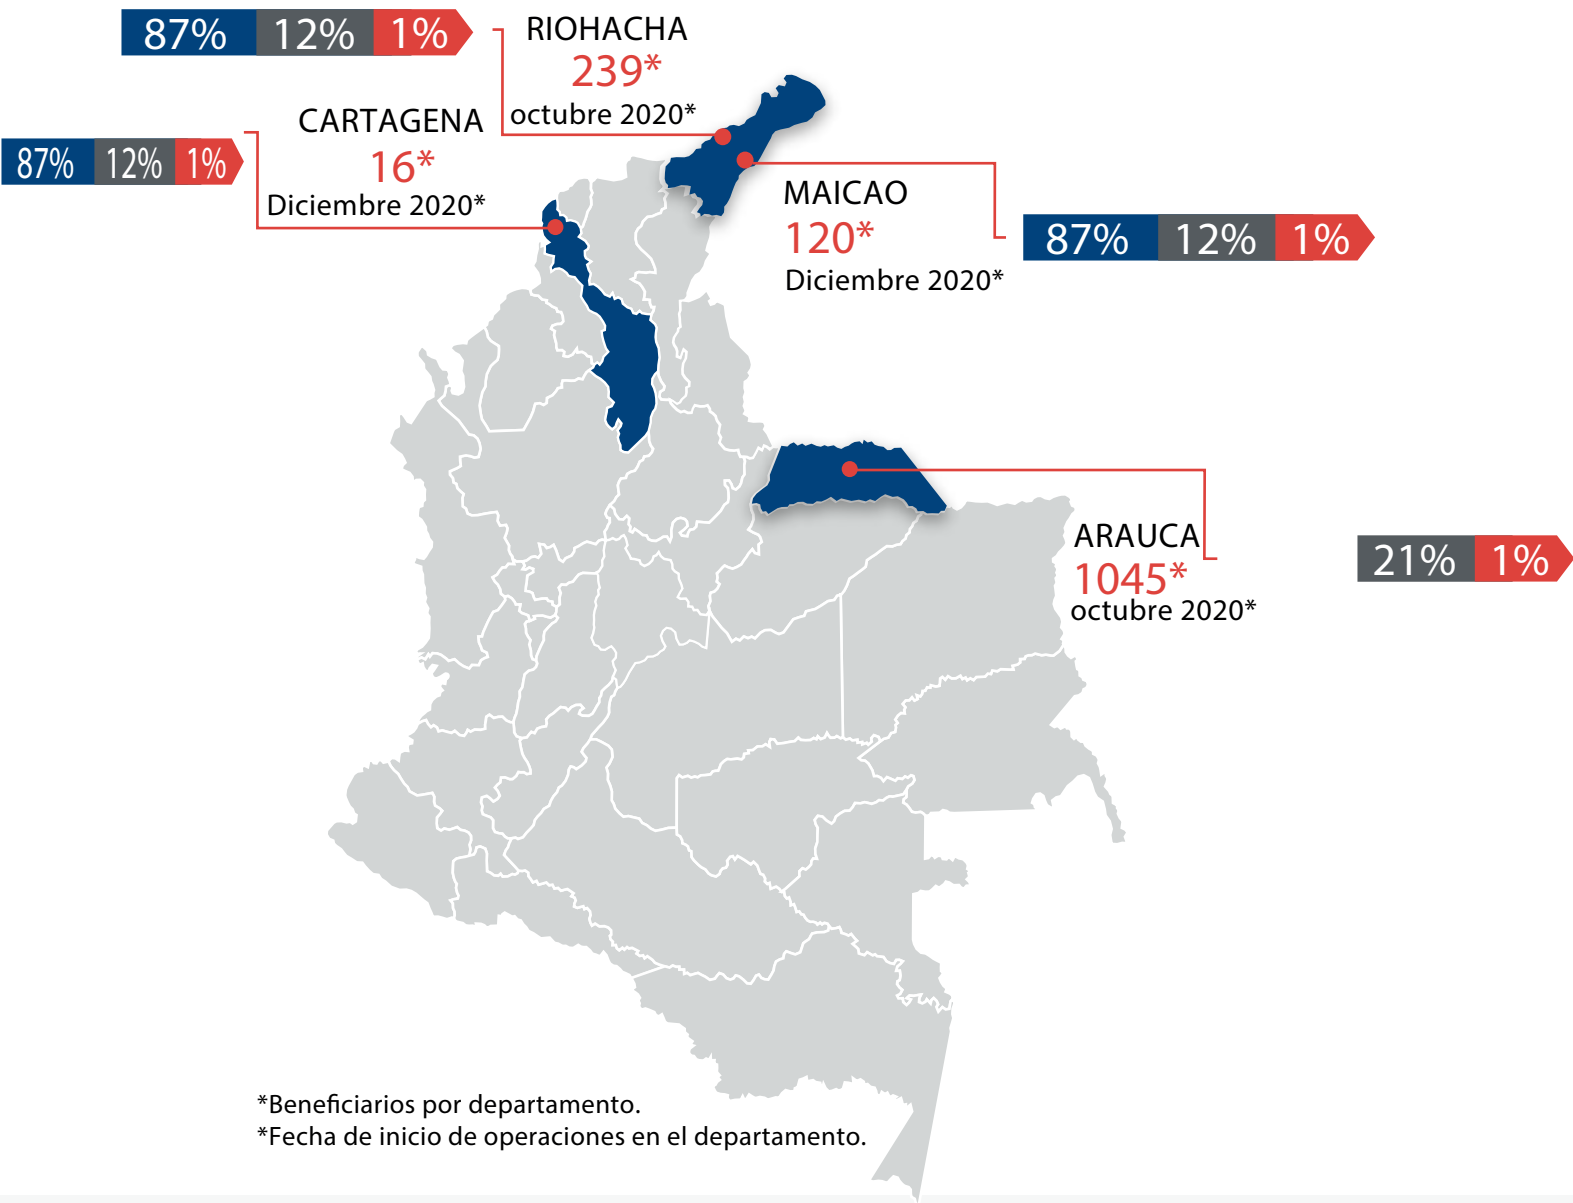 87% 12% 1%
RIOHACHA
239*
octubre 2020*
CARTAGENA
16*
Diciembre 2020*
87% 12% 1%
MAICAO
120*
Diciembre 2020*
87% 12% 1%
ARAUCA
1045*
octubre 2020*
21% 1%
*Beneficiarios por departamento.
*Fecha de inicio de operaciones en el departamento.